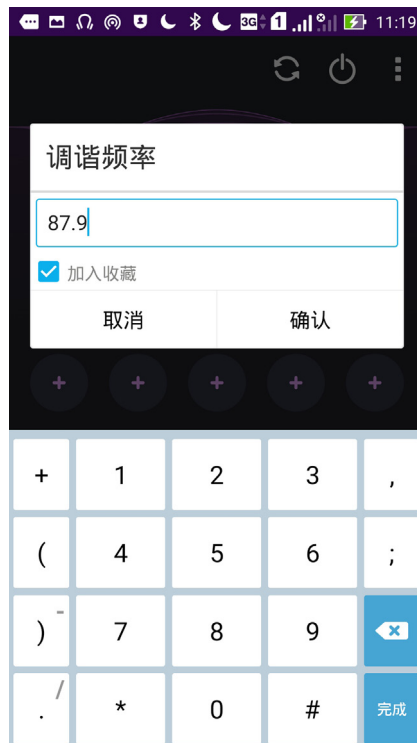 3G 1 11:19
调谐频率
87.9
加入收藏
取消 确认
+ + + + +
+ 1 2 3 ,
( 4 5 6 ;
) - 7 8 9
. / * 0 # 完成